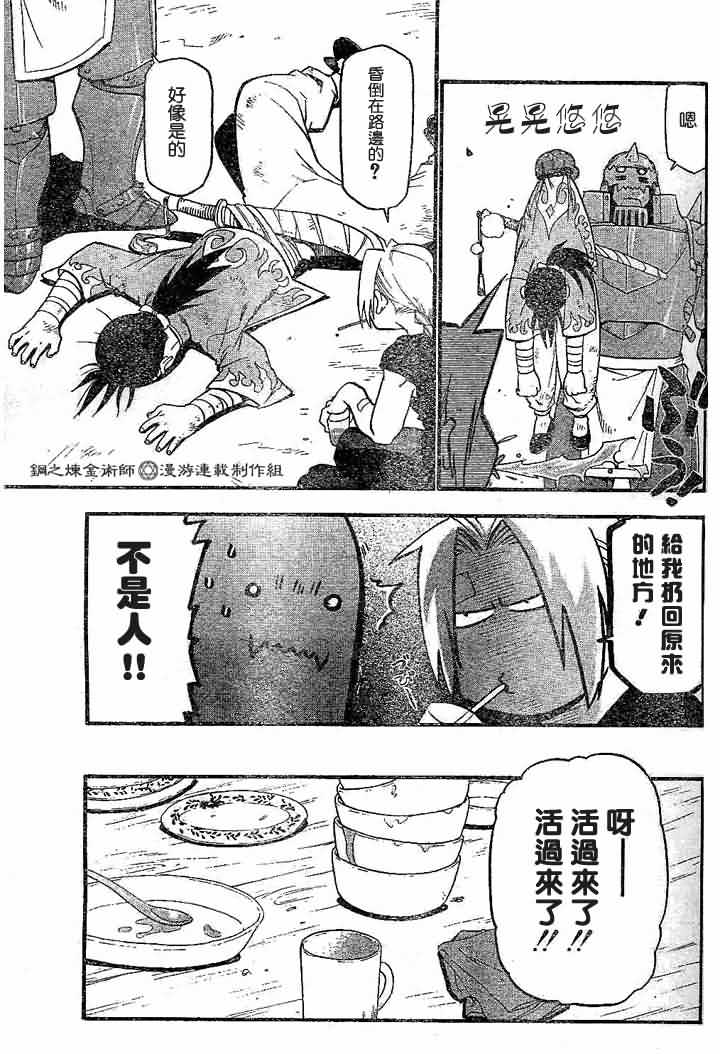 嗯
晃晃悠悠
昏倒在路邊的?
好像是的
鋼之煉金術師 漫游連載制作組
給我扔回原來
的地方!
不是人!!
呀——
活過來了!!
活過來了!!